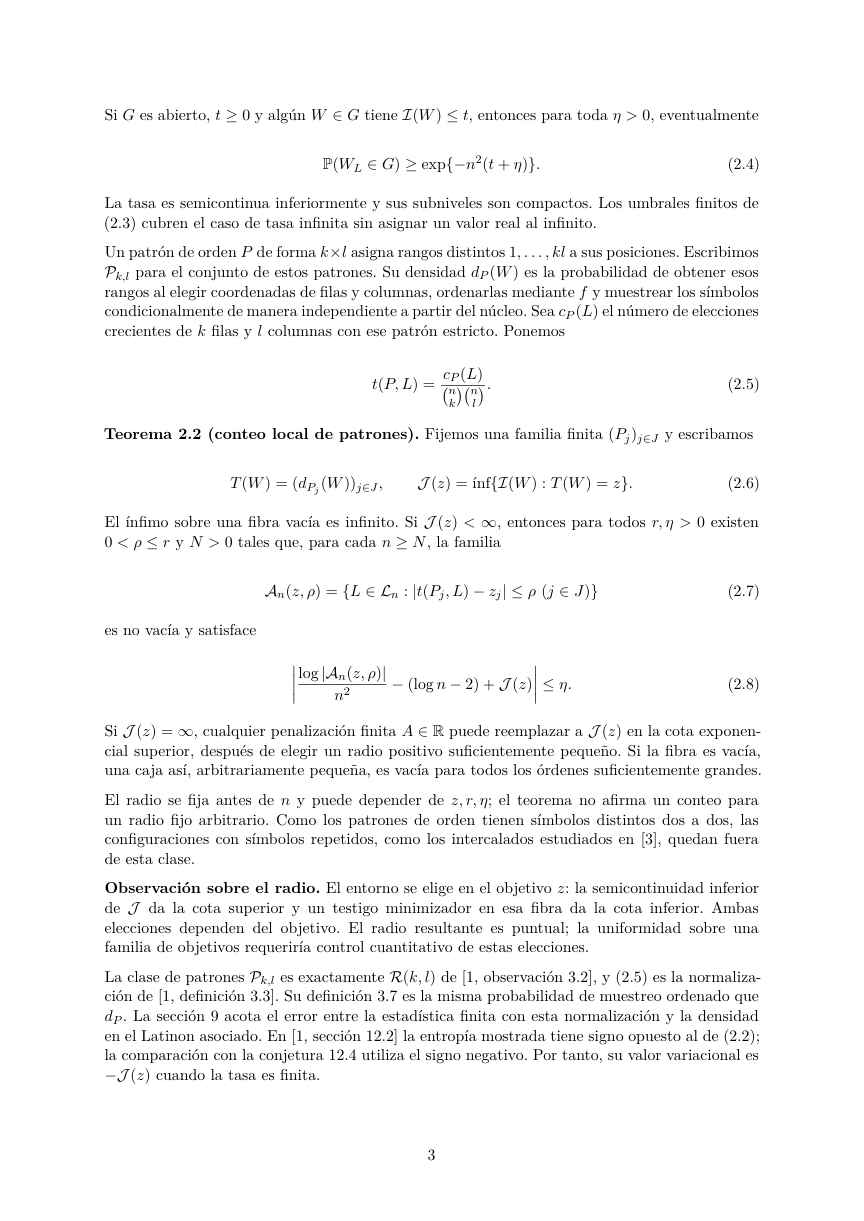 Si G es abierto, t ≥ 0 y algún W ∈ G tiene ℐ(W) ≤ t, entonces para toda η > 0, eventualmente
ℙ(W_L ∈ G) ≥ exp{−n²(t + η)}. (2.4)
La tasa es semicontinua inferiormente y sus subniveles son compactos. Los umbrales finitos de
(2.3) cubren el caso de tasa infinita sin asignar un valor real al infinito.
Un patrón de orden P de forma k×l asigna rangos distintos 1, . . . , kl a sus posiciones. Escribimos
𝒫_{k,l} para el conjunto de estos patrones. Su densidad d_P(W) es la probabilidad de obtener esos
rangos al elegir coordenadas de filas y columnas, ordenarlas mediante f y muestrear los símbolos
condicionalmente de manera independiente a partir del núcleo. Sea c_P(L) el número de elecciones
crecientes de k filas y l columnas con ese patrón estricto. Ponemos
t(P, L) = \frac{c_P(L)}{\binom{n}{k}\binom{n}{l}}. (2.5)
Teorema 2.2 (conteo local de patrones). Fijemos una familia finita (P_j)_{j∈J} y escribamos
T(W) = (d_{P_j}(W))_{j∈J}, 𝒥(z) = ínf{ℐ(W) : T(W) = z}. (2.6)
El ínfimo sobre una fibra vacía es infinito. Si 𝒥(z) < ∞, entonces para todos r, η > 0 existen
0 < ρ ≤ r y N > 0 tales que, para cada n ≥ N, la familia
𝒜_n(z, ρ) = {L ∈ ℒ_n : |t(P_j, L) − z_j| ≤ ρ (j ∈ J)} (2.7)
es no vacía y satisface
\left| \frac{log |𝒜_n(z, ρ)|}{n²} − (log n − 2) + 𝒥(z) \right| ≤ η. (2.8)
Si 𝒥(z) = ∞, cualquier penalización finita A ∈ ℝ puede reemplazar a 𝒥(z) en la cota exponen-
cial superior, después de elegir un radio positivo suficientemente pequeño. Si la fibra es vacía,
una caja así, arbitrariamente pequeña, es vacía para todos los órdenes suficientemente grandes.
El radio se fija antes de n y puede depender de z, r, η; el teorema no afirma un conteo para
un radio fijo arbitrario. Como los patrones de orden tienen símbolos distintos dos a dos, las
configuraciones con símbolos repetidos, como los intercalados estudiados en [3], quedan fuera
de esta clase.
Observación sobre el radio. El entorno se elige en el objetivo z: la semicontinuidad inferior
de 𝒥 da la cota superior y un testigo minimizador en esa fibra da la cota inferior. Ambas
elecciones dependen del objetivo. El radio resultante es puntual; la uniformidad sobre una
familia de objetivos requeriría control cuantitativo de estas elecciones.
La clase de patrones 𝒫_{k,l} es exactamente ℛ(k, l) de [1, observación 3.2], y (2.5) es la normaliza-
ción de [1, definición 3.3]. Su definición 3.7 es la misma probabilidad de muestreo ordenado que
d_P. La sección 9 acota el error entre la estadística finita con esta normalización y la densidad
en el Latinon asociado. En [1, sección 12.2] la entropía mostrada tiene signo opuesto al de (2.2);
la comparación con la conjetura 12.4 utiliza el signo negativo. Por tanto, su valor variacional es
−𝒥(z) cuando la tasa es finita.
3